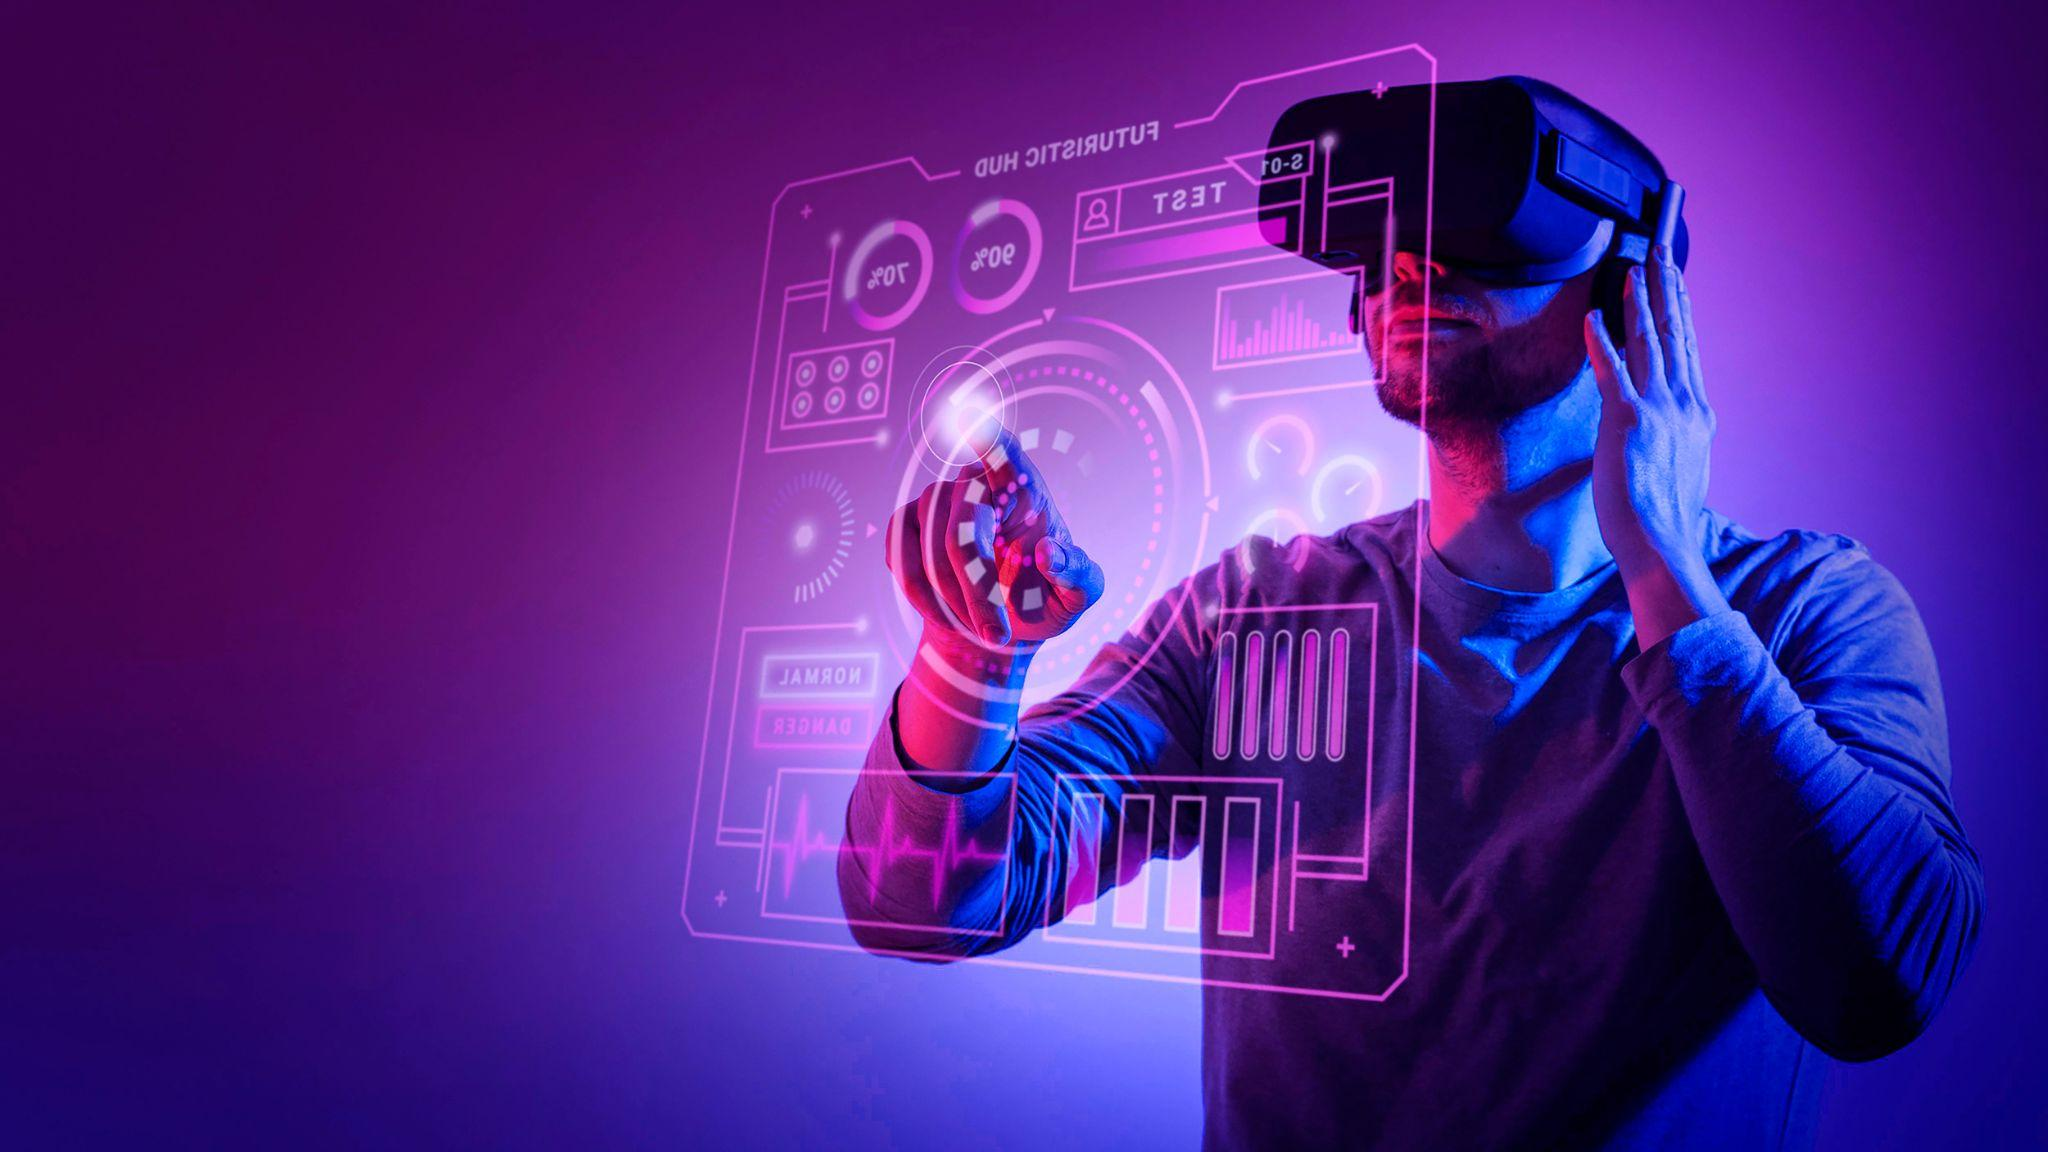 FUTURISTIC HUD
S-01
TEST
90%
70%
NORMAL
DANGER